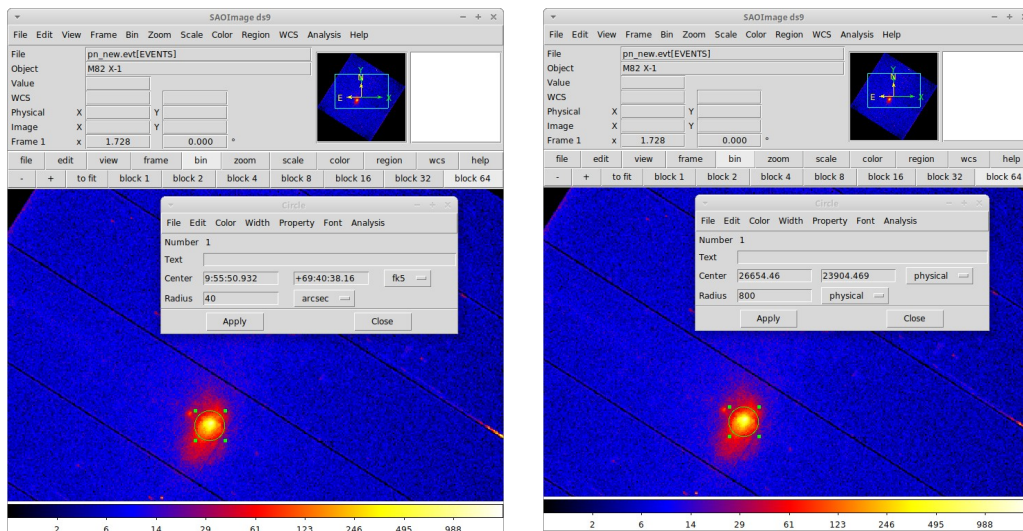 SAOImage ds9
File Edit View Frame Bin Zoom Scale Color Region WCS Analysis Help
File pn_new.evt[EVENTS]
Object M82 X-1
Value
WCS
Physical X Y
Image X Y
Frame 1 x 1.728 0.000 °
Y
N
E X
file edit view frame bin zoom scale color region wcs help
- + to fit block 1 block 2 block 4 block 8 block 16 block 32 block 64
Circle
File Edit Color Width Property Font Analysis
Number 1
Text
Center 9:55:50.932 +69:40:38.16 fk5
Radius 40 arcsec
Apply Close
2 6 14 29 61 123 246 495 988
SAOImage ds9
File Edit View Frame Bin Zoom Scale Color Region WCS Analysis Help
File pn_new.evt[EVENTS]
Object M82 X-1
Value
WCS
Physical X Y
Image X Y
Frame 1 x 1.728 0.000 °
Y
N
E X
file edit view frame bin zoom scale color region wcs help
- + to fit block 1 block 2 block 4 block 8 block 16 block 32 block 64
Circle
File Edit Color Width Property Font Analysis
Number 1
Text
Center 26654.46 23904.469 physical
Radius 800 physical
Apply Close
2 6 14 29 61 123 246 495 988